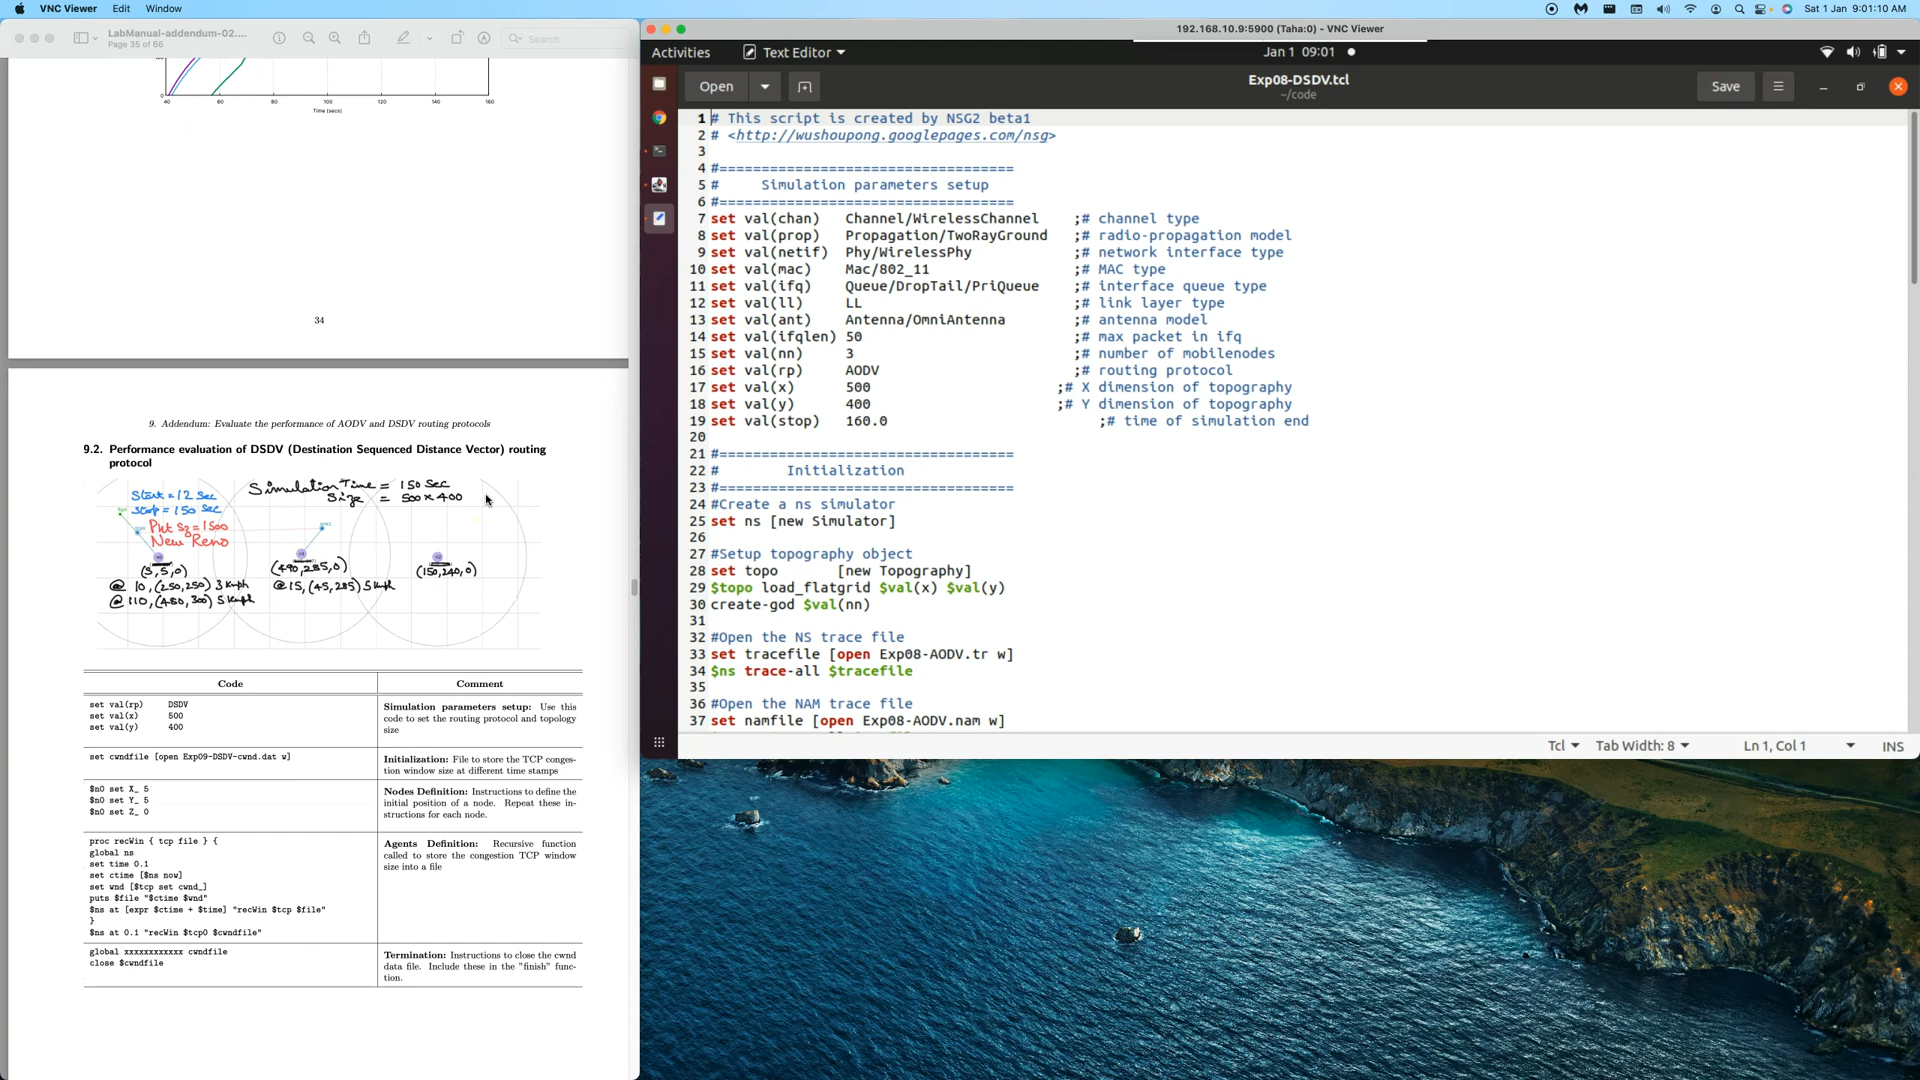 VNC Viewer Edit Window
Sat 1 Jan 9:01:10 AM
LabManual-addendum-02....
Page 35 of 66
Search
40 60 80 100 120 140 160
Time (secs)
34
9. Addendum: Evaluate the performance of AODV and DSDV routing protocols
9.2. Performance evaluation of DSDV (Destination Sequenced Distance Vector) routing
protocol
Simulation Time = 150 sec
Size = 500 x 400
Start = 12 Sec
Stop = 150 Sec
Pkt Sz = 1500
New Reno
n0
n1
n2
(5,5,0)
(490,285,0)
(150,240,0)
@ 10, (250,250) 3 Kmph
@ 15, (45,285) 5 Kmph
@ 110, (480,300) 5 Kmph
Code Comment
set val(rp) DSDV
set val(x) 500
set val(y) 400
Simulation parameters setup: Use this
code to set the routing protocol and topology
size
set cwndfile [open Exp09-DSDV-cwnd.dat w]
Initialization: File to store the TCP conges-
tion window size at different time stamps
$n0 set X_ 5
$n0 set Y_ 5
$n0 set Z_ 0
Nodes Definition: Instructions to define the
initial position of a node. Repeat these in-
structions for each node.
proc recWin { tcp file } {
global ns
set time 0.1
set ctime [$ns now]
set wnd [$tcp set cwnd_]
puts $file "$ctime $wnd"
$ns at [expr $ctime + $time] "recWin $tcp $file"
}
$ns at 0.1 "recWin $tcp0 $cwndfile"
Agents Definition: Recursive function
called to store the congestion TCP window
size into a file
global xxxxxxxxxxxx cwndfile
close $cwndfile
Termination: Instructions to close the cwnd
data file. Include these in the "finish" func-
tion.
192.168.10.9:5900 (Taha:0) - VNC Viewer
Activities Text Editor Jan 1 09:01
Open Exp08-DSDV.tcl Save
~/code
1 # This script is created by NSG2 beta1
2 # <http://wushoupong.googlepages.com/nsg>
3
4 #===================================
5 #     Simulation parameters setup
6 #===================================
7 set val(chan)   Channel/WirelessChannel    ;# channel type
8 set val(prop)   Propagation/TwoRayGround   ;# radio-propagation model
9 set val(netif)  Phy/WirelessPhy            ;# network interface type
10 set val(mac)    Mac/802_11                 ;# MAC type
11 set val(ifq)    Queue/DropTail/PriQueue    ;# interface queue type
12 set val(ll)     LL                         ;# link layer type
13 set val(ant)    Antenna/OmniAntenna        ;# antenna model
14 set val(ifqlen) 50                         ;# max packet in ifq
15 set val(nn)     3                          ;# number of mobilenodes
16 set val(rp)     AODV                       ;# routing protocol
17 set val(x)      500                      ;# X dimension of topography
18 set val(y)      400                      ;# Y dimension of topography
19 set val(stop)   160.0                         ;# time of simulation end
20
21 #===================================
22 #        Initialization
23 #===================================
24 #Create a ns simulator
25 set ns [new Simulator]
26
27 #Setup topography object
28 set topo       [new Topography]
29 $topo load_flatgrid $val(x) $val(y)
30 create-god $val(nn)
31
32 #Open the NS trace file
33 set tracefile [open Exp08-AODV.tr w]
34 $ns trace-all $tracefile
35
36 #Open the NAM trace file
37 set namfile [open Exp08-AODV.nam w]
Tcl Tab Width: 8 Ln 1, Col 1 INS